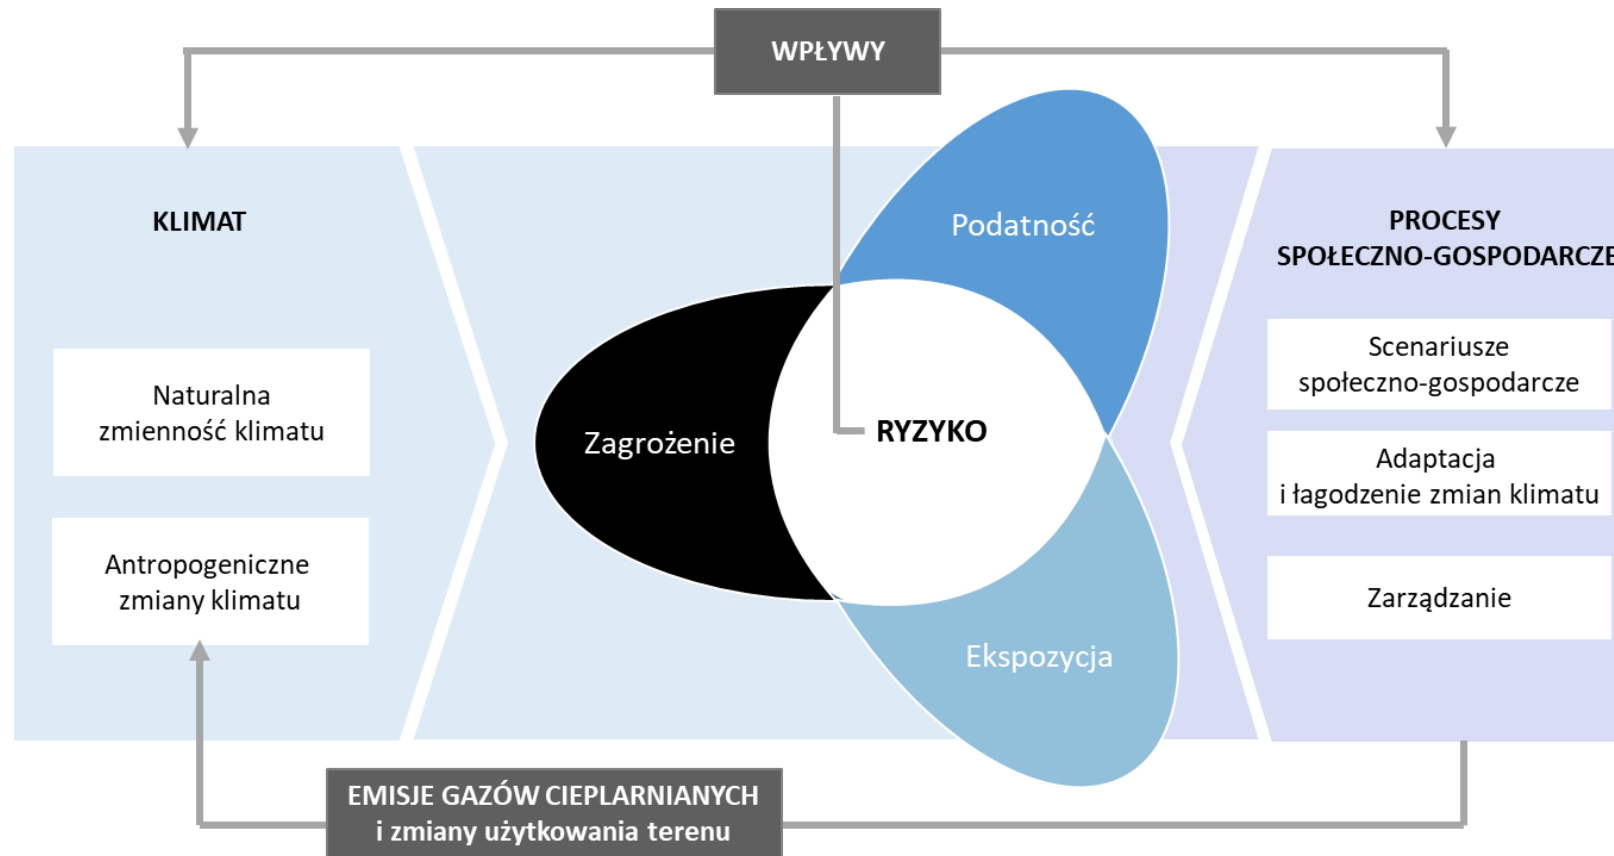 WPŁYWY
KLIMAT
Naturalna
zmienność klimatu
Antropogeniczne
zmiany klimatu
Podatność
Zagrożenie
RYZYKO
Ekspozycja
PROCESY
SPOŁECZNO-GOSPODARCZE
Scenariusze
społeczno-gospodarcze
Adaptacja
i łagodzenie zmian klimatu
Zarządzanie
EMISJE GAZÓW CIEPLARNIANYCH
i zmiany użytkowania terenu